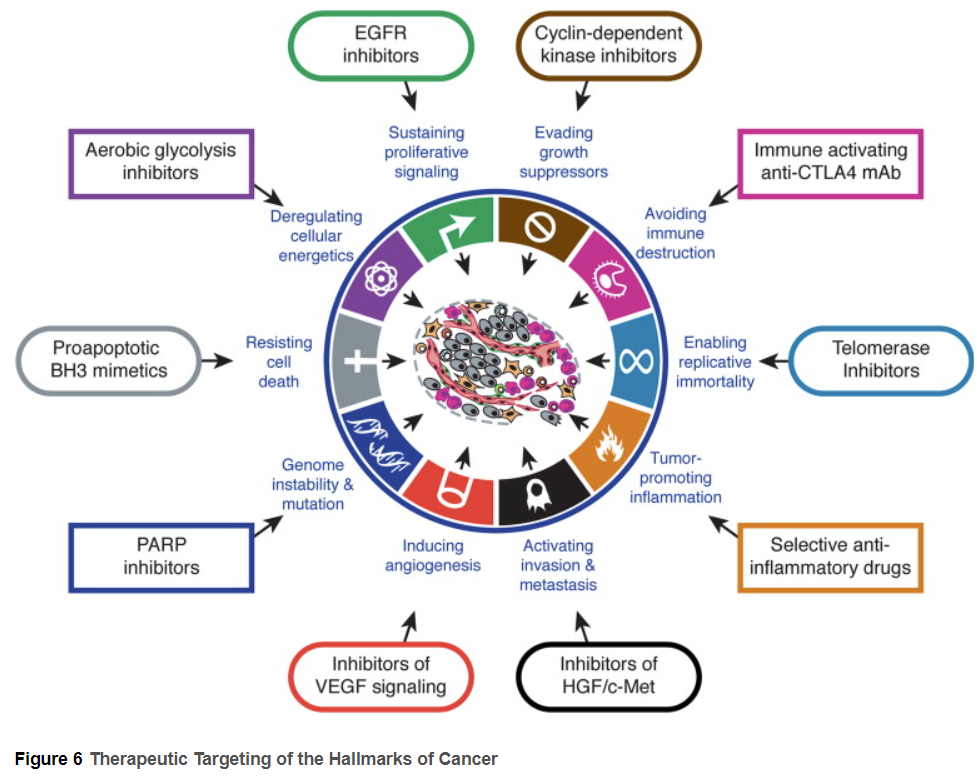 EGFR
inhibitors
Cyclin-dependent
kinase inhibitors
Sustaining
proliferative
signaling
Evading
growth
suppressors
Aerobic glycolysis
inhibitors
Immune activating
anti-CTLA4 mAb
Deregulating
cellular
energetics
Avoiding
immune
destruction
Proapoptotic
BH3 mimetics
Resisting
cell
death
Enabling
replicative
immortality
Telomerase
Inhibitors
Genome
instability &
mutation
Tumor-
promoting
inflammation
PARP
inhibitors
Inducing
angiogenesis
Activating
invasion &
metastasis
Selective anti-
inflammatory drugs
Inhibitors of
VEGF signaling
Inhibitors of
HGF/c-Met
Figure 6 Therapeutic Targeting of the Hallmarks of Cancer